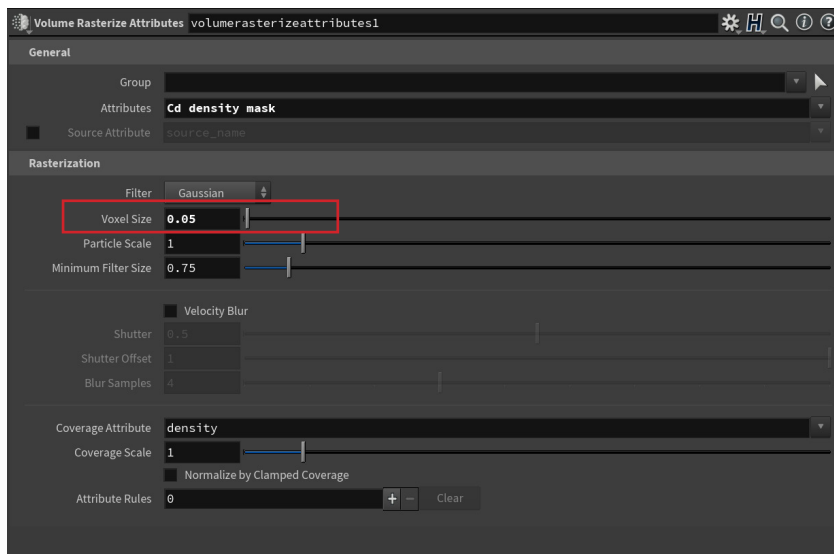 Volume Rasterize Attributes volumerasterizeattributes1
General
Group
Attributes Cd density mask
Source Attribute source_name
Rasterization
Filter Gaussian
Voxel Size 0.05
Particle Scale 1
Minimum Filter Size 0.75
Velocity Blur
Shutter 0.5
Shutter Offset 1
Blur Samples 4
Coverage Attribute density
Coverage Scale 1
Normalize by Clamped Coverage
Attribute Rules 0 + − Clear